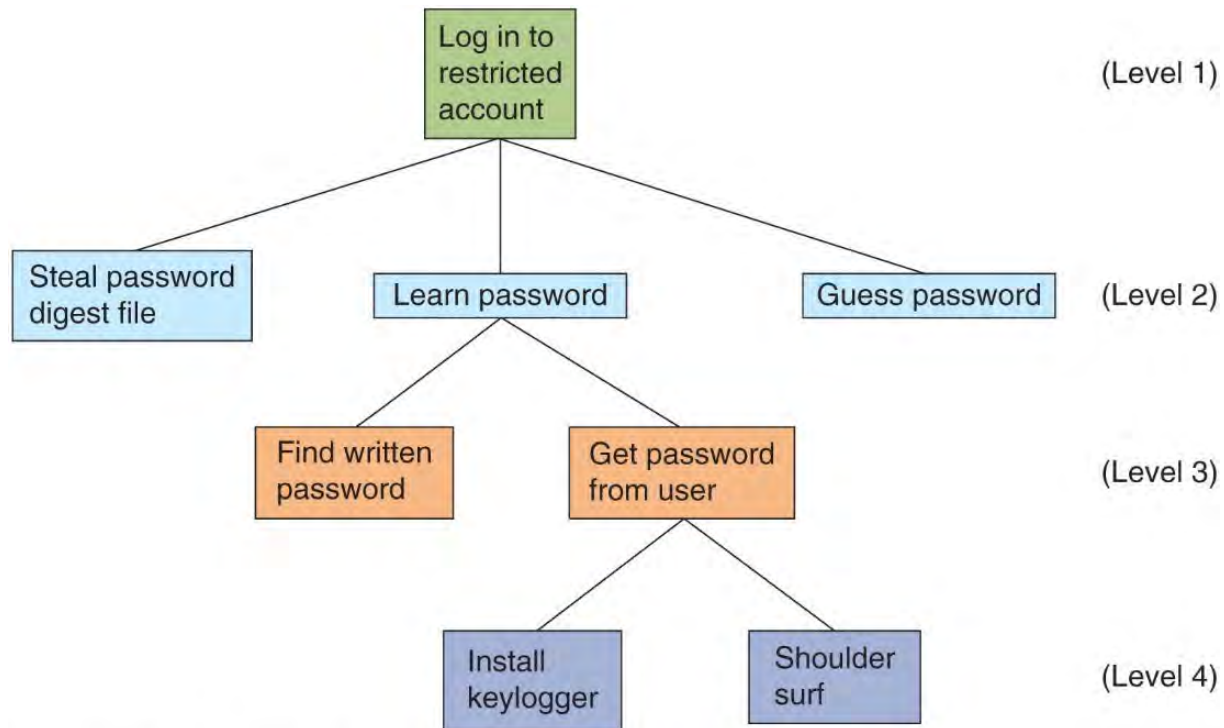 Log in to
restricted
account
(Level 1)
Steal password
digest file
Learn password
Guess password
(Level 2)
Find written
password
Get password
from user
(Level 3)
Install
keylogger
Shoulder
surf
(Level 4)